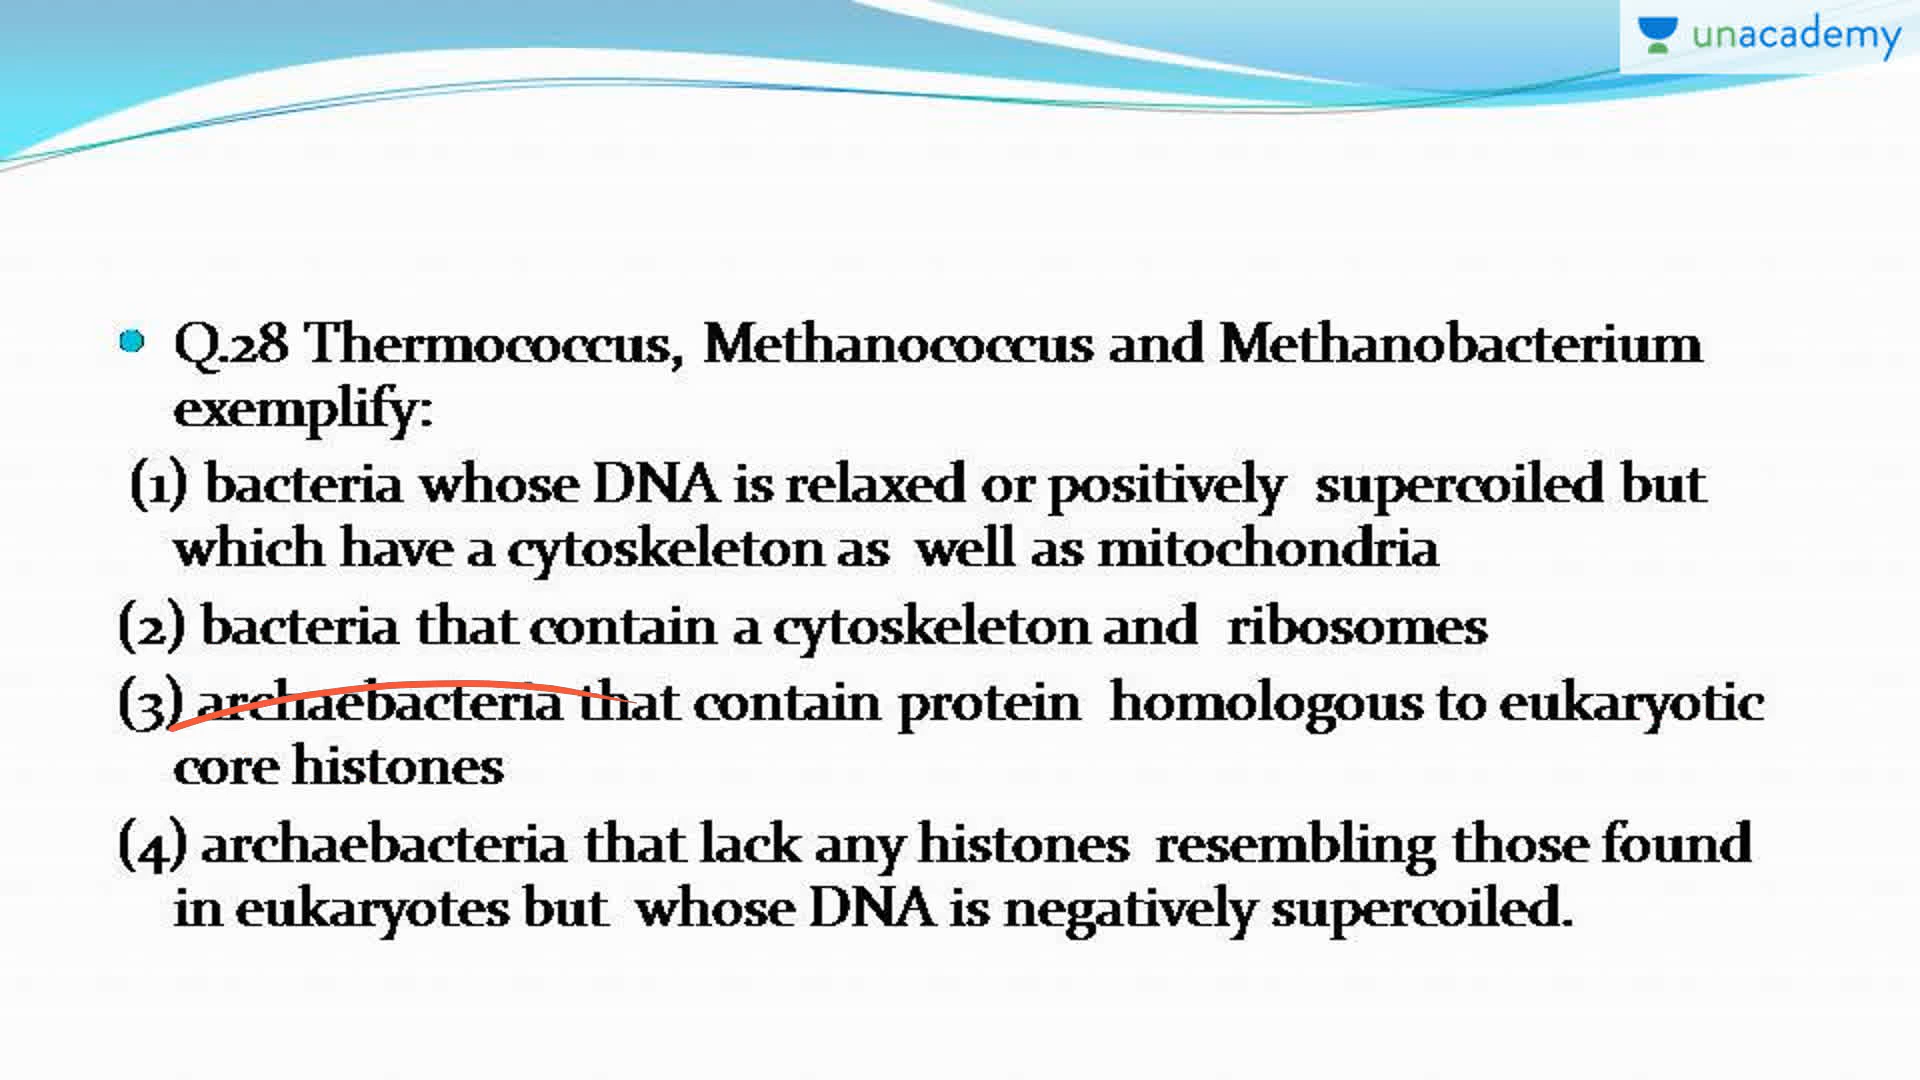 unacademy
Q.28 Thermococcus, Methanococcus and Methanobacterium
exemplify:
(1) bacteria whose DNA is relaxed or positively supercoiled but
which have a cytoskeleton as well as mitochondria
(2) bacteria that contain a cytoskeleton and ribosomes
(3) archaebacteria that contain protein homologous to eukaryotic
core histones
(4) archaebacteria that lack any histones resembling those found
in eukaryotes but whose DNA is negatively supercoiled.